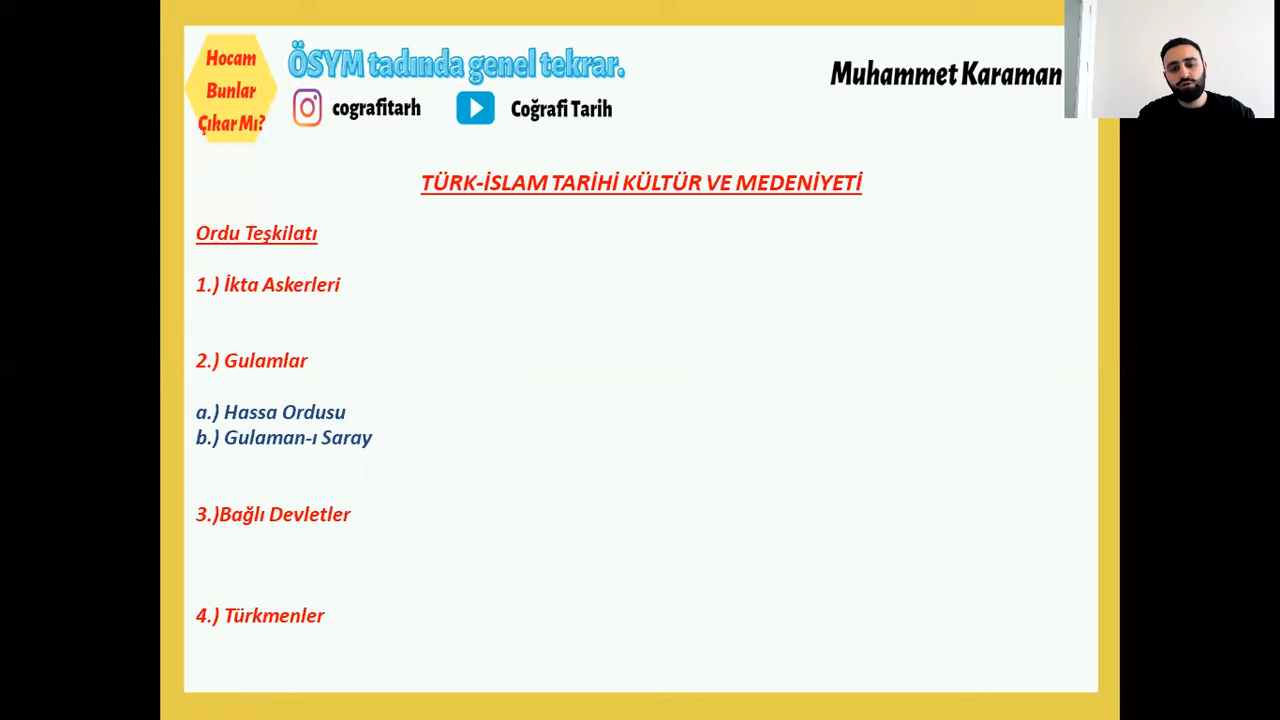 Hocam
Bunlar
Çıkar Mı?
ÖSYM tadında genel tekrar.
cografitarh
Coğrafi Tarih
Muhammet Karaman
TÜRK-İSLAM TARİHİ KÜLTÜR VE MEDENİYETİ
Ordu Teşkilatı
1.) İkta Askerleri
2.) Gulamlar
a.) Hassa Ordusu
b.) Gulaman-ı Saray
3.)Bağlı Devletler
4.) Türkmenler